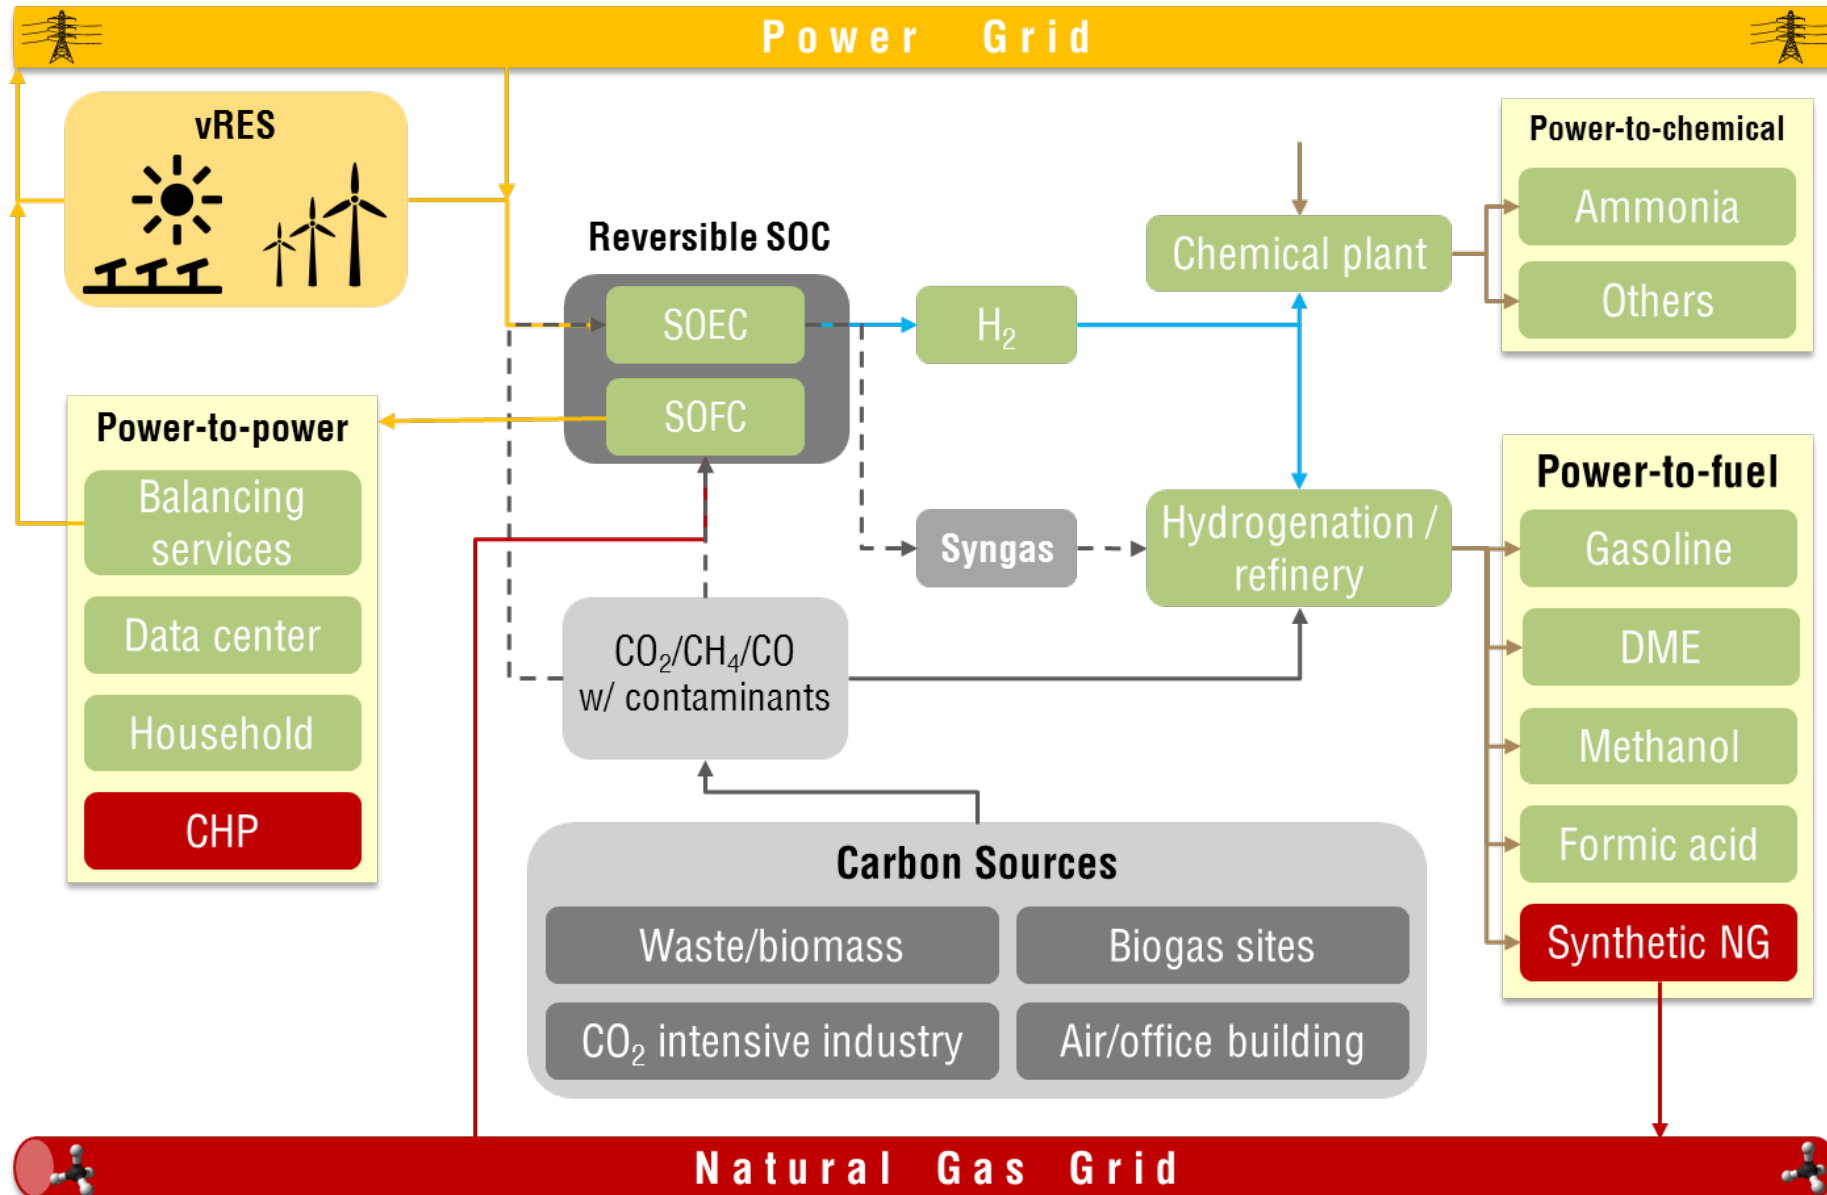 Power Grid
vRES
Reversible SOC
SOEC
SOFC
H₂
Chemical plant
Power-to-chemical
Ammonia
Others
Power-to-power
Balancing
services
Data center
Household
CHP
Syngas
Hydrogenation /
refinery
Power-to-fuel
Gasoline
DME
Methanol
Formic acid
Synthetic NG
CO₂/CH₄/CO
w/ contaminants
Carbon Sources
Waste/biomass
Biogas sites
CO₂ intensive industry
Air/office building
Natural Gas Grid